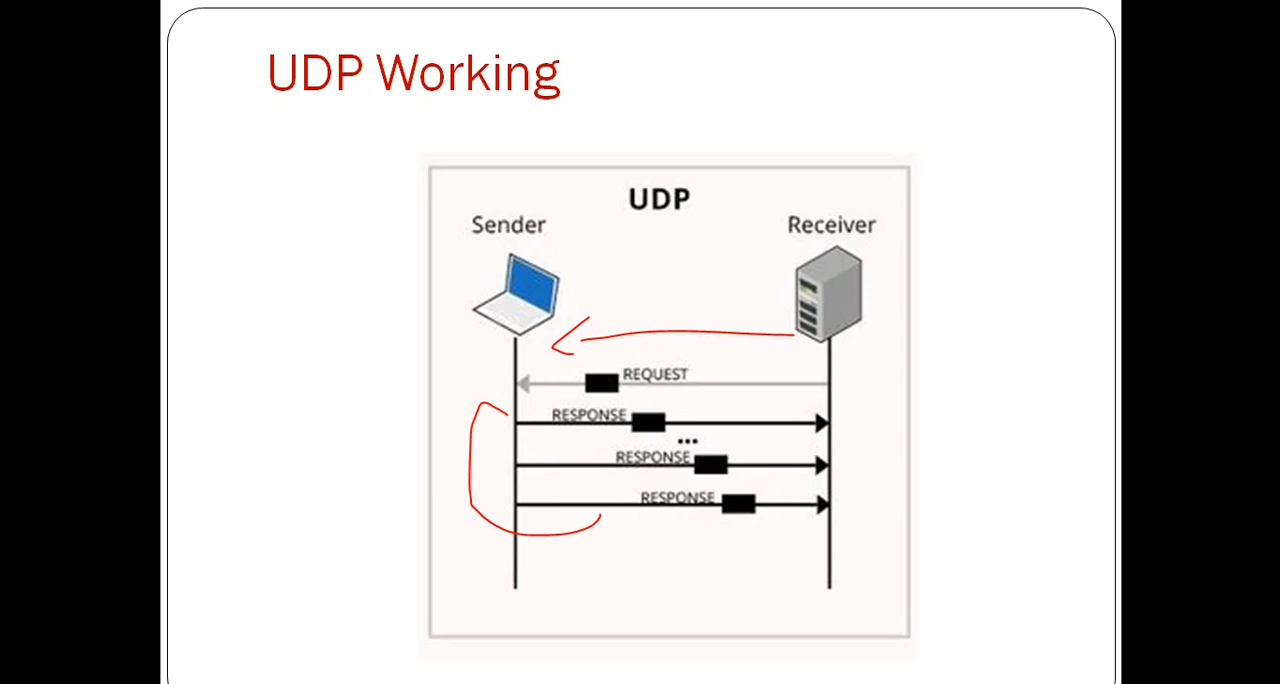 UDP Working
UDP
Sender
Receiver
REQUEST
RESPONSE
...
RESPONSE
RESPONSE